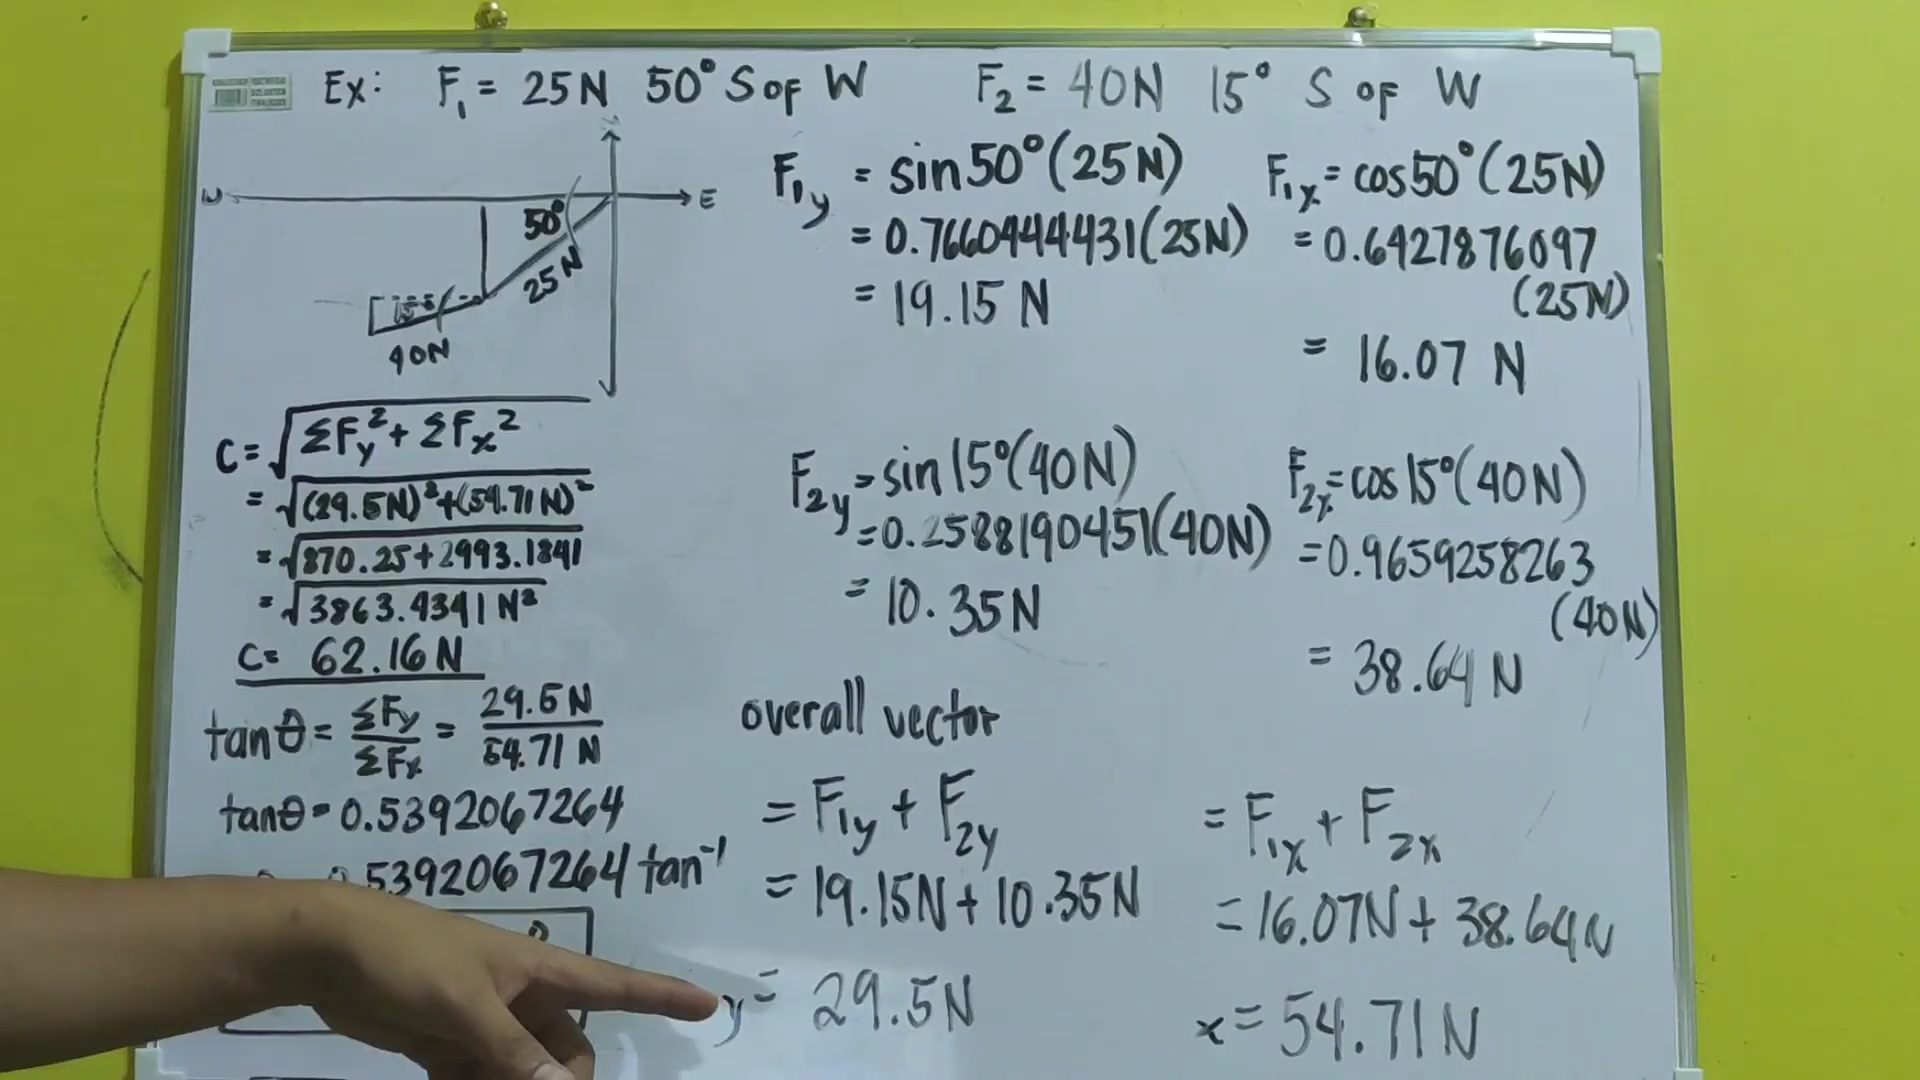 Ex: F₁ = 25N 50° S of W F₂ = 40N 15° S of W
N
W E
50°
25 N
15°
40N
C = √ΣFy² + ΣFx²
= √(29.5N)² + (54.71N)²
= √870.25 + 2993.1841
= √3863.4341 N²
C = 62.16 N
tanθ = ΣFy/ΣFx = 29.5 N/54.71 N
tanθ = 0.5392067264
5392067264 tan⁻¹
F₁y = sin50° (25N)
= 0.7660444431(25N)
= 19.15 N
F₁x = cos50° (25N)
= 0.6427876097
(25N)
= 16.07 N
F₂y = sin15°(40N)
= 0.2588190451(40N)
= 10.35N
F₂x = cos15°(40N)
= 0.9659258263
(40N)
= 38.64 N
overall vector
= F₁y + F₂y
= 19.15N + 10.35N
y = 29.5N
= F₁x + F₂x
= 16.07N + 38.64N
x = 54.71N